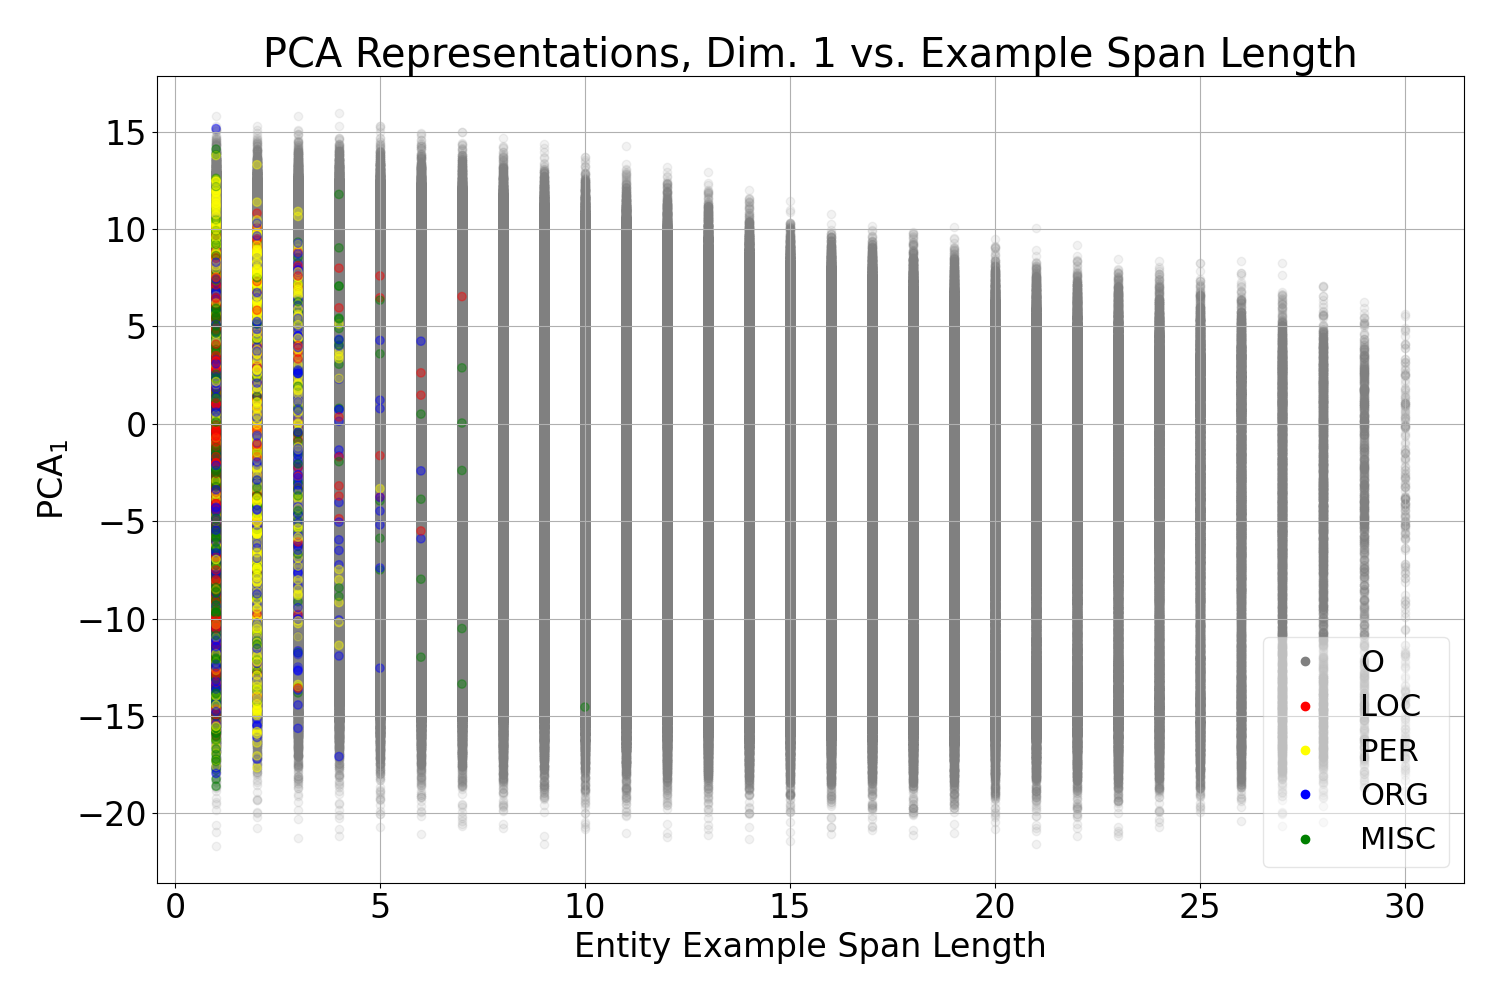 PCA Representations, Dim. 1 vs. Example Span Length
15
10
5
0
−5
−10
−15
−20
PCA₁
0 5 10 15 20 25 30
Entity Example Span Length
O
LOC
PER
ORG
MISC